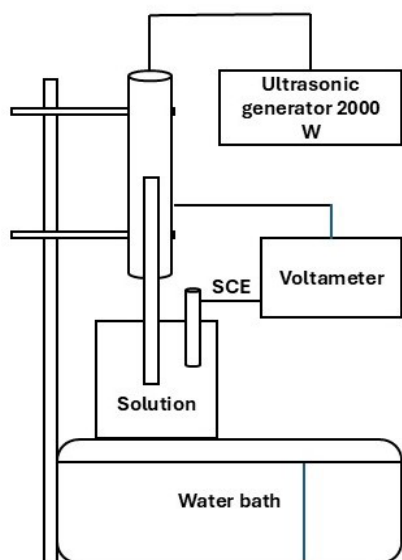 Ultrasonic
generator 2000
W
SCE
Voltameter
Solution
Water bath